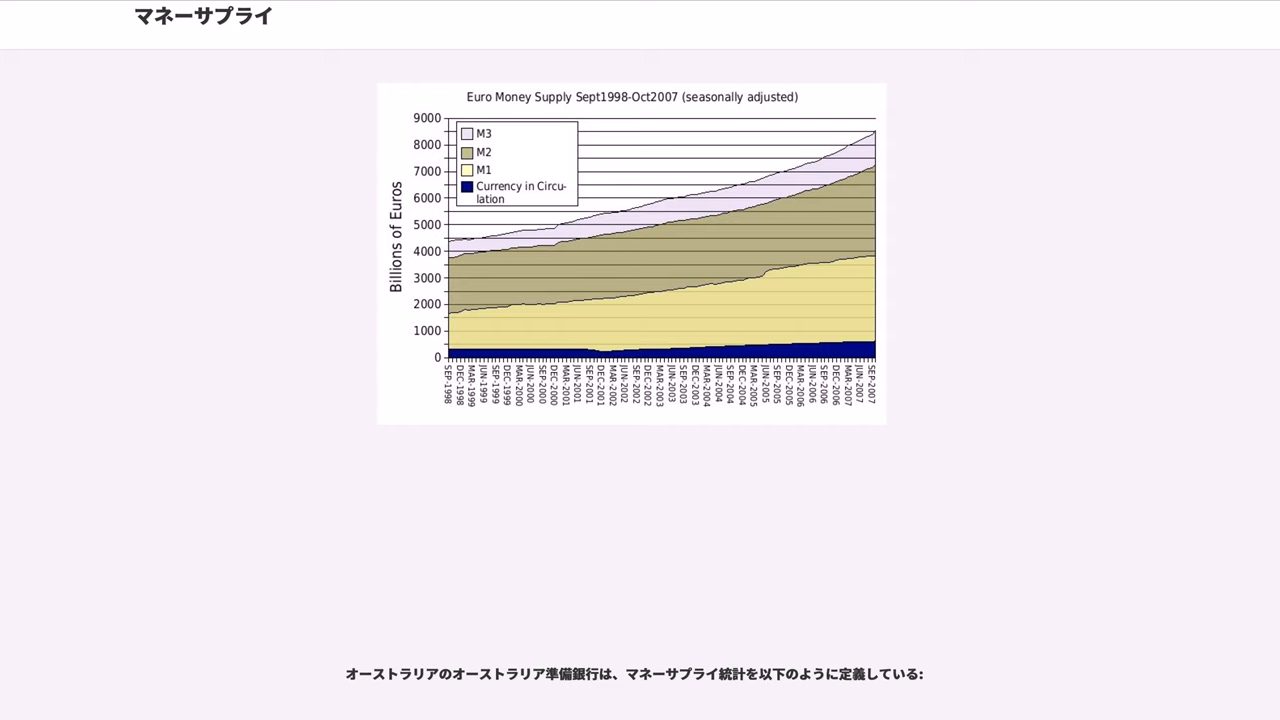 マネーサプライ
Euro Money Supply Sept1998-Oct2007 (seasonally adjusted)
Billions of Euros
9000
8000
7000
6000
5000
4000
3000
2000
1000
0
M3
M2
M1
Currency in Circu-
lation
SEP-1998
DEC-1998
MAR-1999
JUN-1999
SEP-1999
DEC-1999
MAR-2000
JUN-2000
SEP-2000
DEC-2000
MAR-2001
JUN-2001
SEP-2001
DEC-2001
MAR-2002
JUN-2002
SEP-2002
DEC-2002
MAR-2003
JUN-2003
SEP-2003
DEC-2003
MAR-2004
JUN-2004
SEP-2004
DEC-2004
MAR-2005
JUN-2005
SEP-2005
DEC-2005
MAR-2006
JUN-2006
SEP-2006
DEC-2006
MAR-2007
JUN-2007
SEP-2007
オーストラリアのオーストラリア準備銀行は、マネーサプライ統計を以下のように定義している: